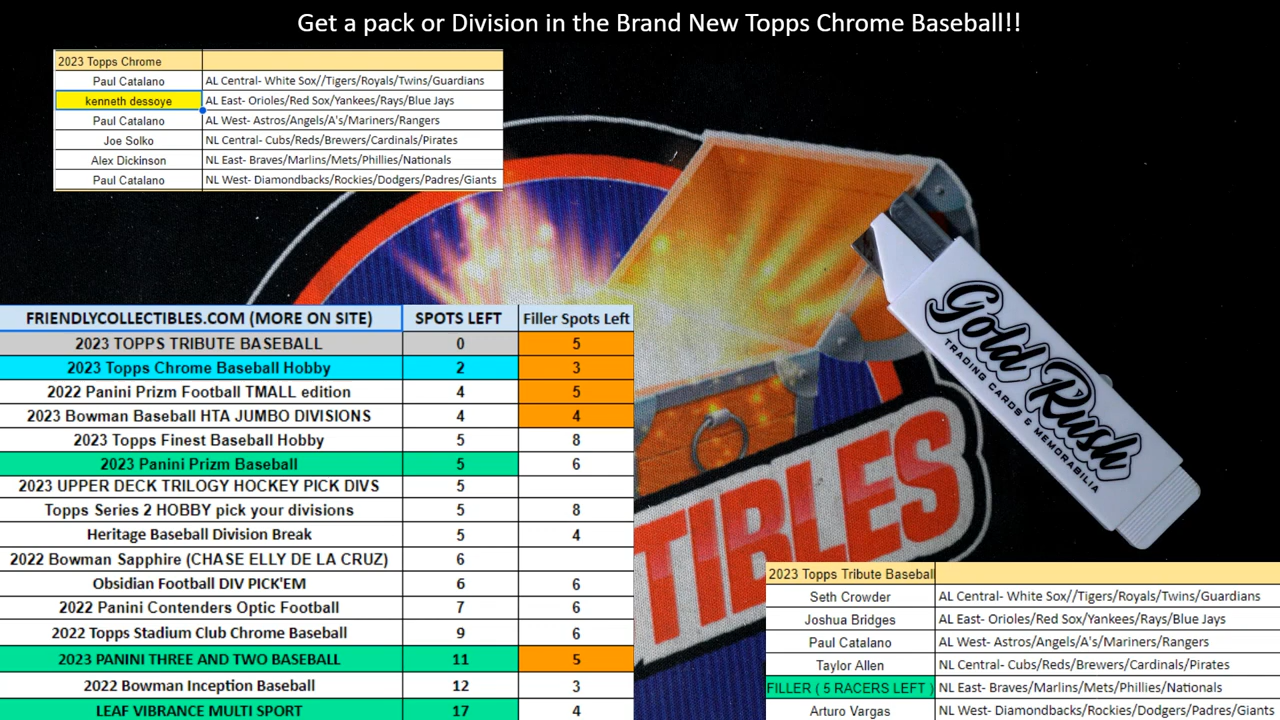 Get a pack or Division in the Brand New Topps Chrome Baseball!!
2023 Topps Chrome
Paul Catalano AL Central- White Sox//Tigers/Royals/Twins/Guardians
kenneth dessoye AL East- Orioles/Red Sox/Yankees/Rays/Blue Jays
Paul Catalano AL West- Astros/Angels/A's/Mariners/Rangers
Joe Solko NL Central- Cubs/Reds/Brewers/Cardinals/Pirates
Alex Dickinson NL East- Braves/Marlins/Mets/Phillies/Nationals
Paul Catalano NL West- Diamondbacks/Rockies/Dodgers/Padres/Giants
FRIENDLYCOLLECTIBLES.COM (MORE ON SITE) SPOTS LEFT Filler Spots Left
2023 TOPPS TRIBUTE BASEBALL 0 5
2023 Topps Chrome Baseball Hobby 2 3
2022 Panini Prizm Football TMALL edition 4 5
2023 Bowman Baseball HTA JUMBO DIVISIONS 4 4
2023 Topps Finest Baseball Hobby 5 8
2023 Panini Prizm Baseball 5 6
2023 UPPER DECK TRILOGY HOCKEY PICK DIVS 5
Topps Series 2 HOBBY pick your divisions 5 8
Heritage Baseball Division Break 5 4
2022 Bowman Sapphire (CHASE ELLY DE LA CRUZ) 6
Obsidian Football DIV PICK'EM 6 6
2022 Panini Contenders Optic Football 7 6
2022 Topps Stadium Club Chrome Baseball 9 6
2023 PANINI THREE AND TWO BASEBALL 11 5
2022 Bowman Inception Baseball 12 3
LEAF VIBRANCE MULTI SPORT 17 4
Gold Rush
TRADING CARDS & MEMORABILIA
TIBLES
2023 Topps Tribute Baseball
Seth Crowder AL Central- White Sox//Tigers/Royals/Twins/Guardians
Joshua Bridges AL East- Orioles/Red Sox/Yankees/Rays/Blue Jays
Paul Catalano AL West- Astros/Angels/A's/Mariners/Rangers
Taylor Allen NL Central- Cubs/Reds/Brewers/Cardinals/Pirates
FILLER ( 5 RACERS LEFT ) NL East- Braves/Marlins/Mets/Phillies/Nationals
Arturo Vargas NL West- Diamondbacks/Rockies/Dodgers/Padres/Giants